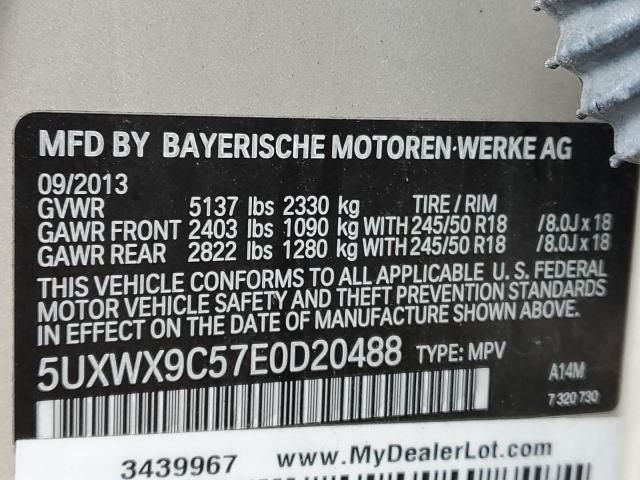 MFD BY BAYERISCHE MOTOREN-WERKE AG
09/2013
GVWR 5137 lbs 2330 kg TIRE / RIM
GAWR FRONT 2403 lbs 1090 kg WITH 245/50 R18 /8.0J x 18
GAWR REAR 2822 lbs 1280 kg WITH 245/50 R18 /8.0J x 18
THIS VEHICLE CONFORMS TO ALL APPLICABLE U.S. FEDERAL
MOTOR VEHICLE SAFETY AND THEFT PREVENTION STANDARDS
IN EFFECT ON THE DATE OF MANUFACTURE SHOWN ABOVE.
5UXWX9C57E0D20488 TYPE: MPV
A14M
7 320 730
3439967 www.MyDealerLot.com